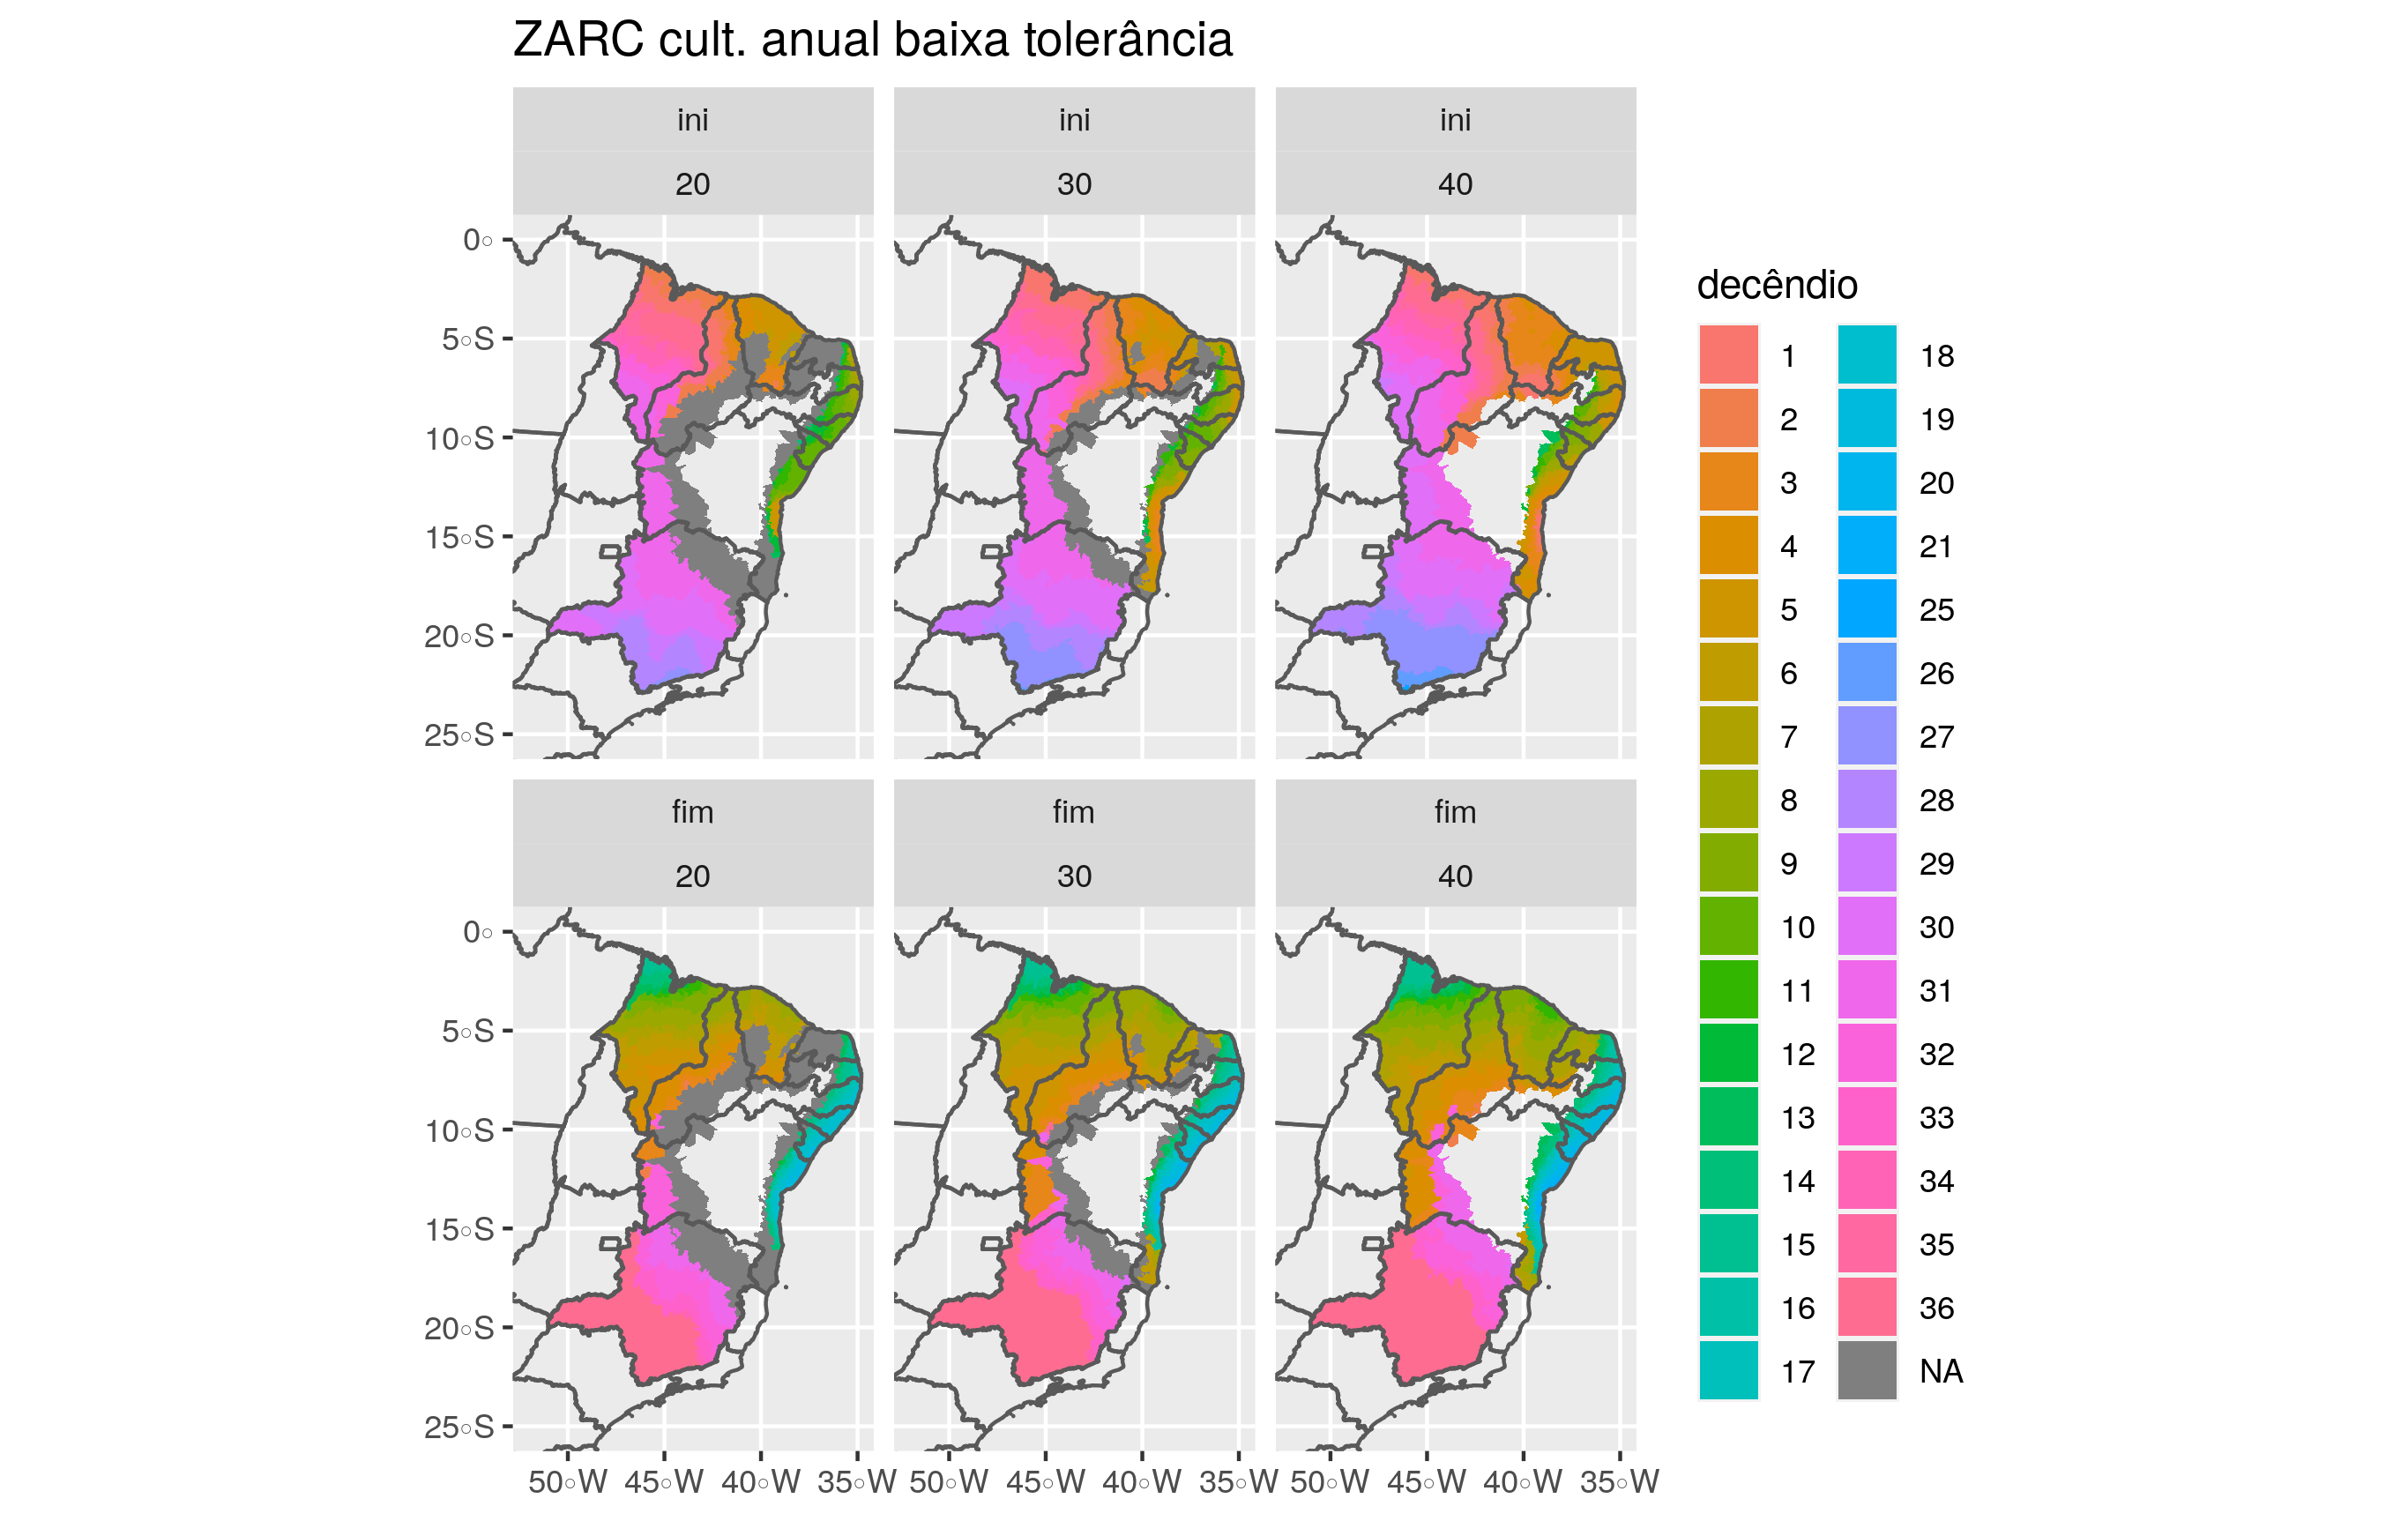 ZARC cult. anual baixa tolerância
ini ini ini
20 30 40
0°
5°S
10°S
15°S
20°S
25°S
fim fim fim
20 30 40
0°
5°S
10°S
15°S
20°S
25°S
50°W 45°W 40°W 35°W 50°W 45°W 40°W 35°W 50°W 45°W 40°W 35°W
decêndio
1 18
2 19
3 20
4 21
5 25
6 26
7 27
8 28
9 29
10 30
11 31
12 32
13 33
14 34
15 35
16 36
17 NA